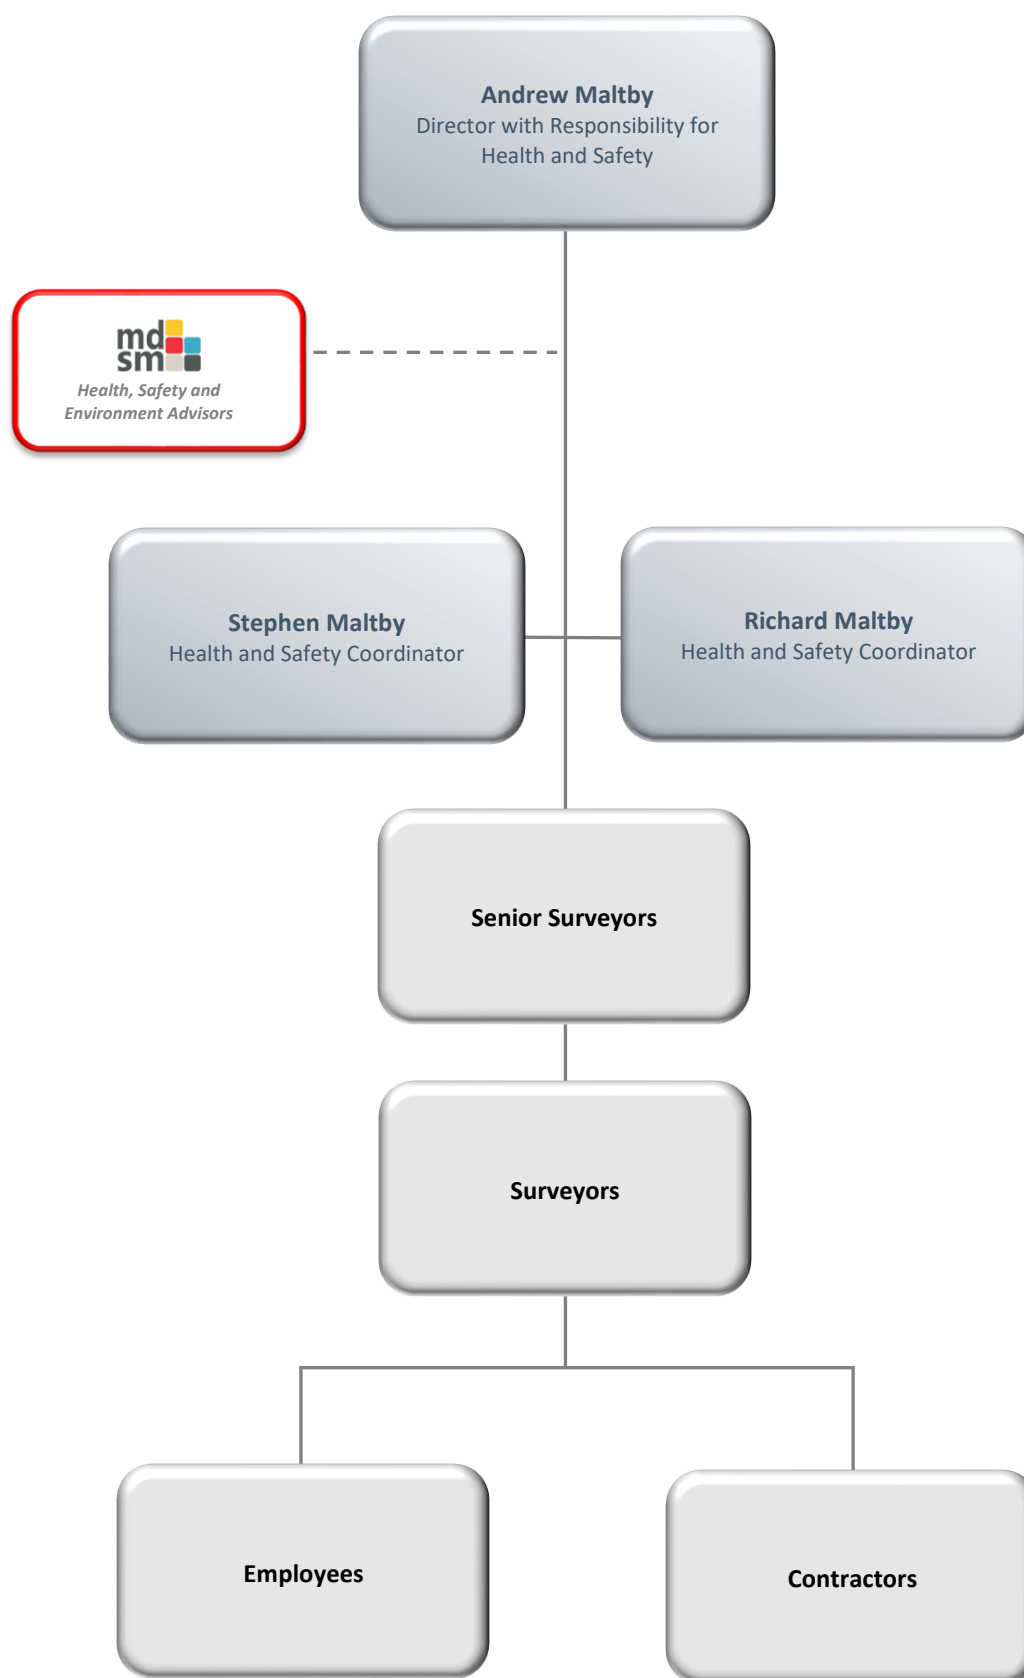 Andrew Maltby
Director with Responsibility for
Health and Safety
md
sm
Health, Safety and
Environment Advisors
Stephen Maltby
Health and Safety Coordinator
Richard Maltby
Health and Safety Coordinator
Senior Surveyors
Surveyors
Employees
Contractors